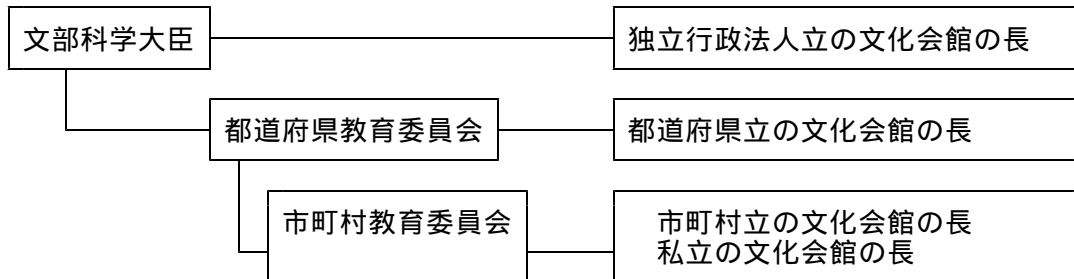 文部科学大臣
独立行政法人立の文化会館の長
都道府県教育委員会
都道府県立の文化会館の長
市町村教育委員会
市町村立の文化会館の長
私立の文化会館の長